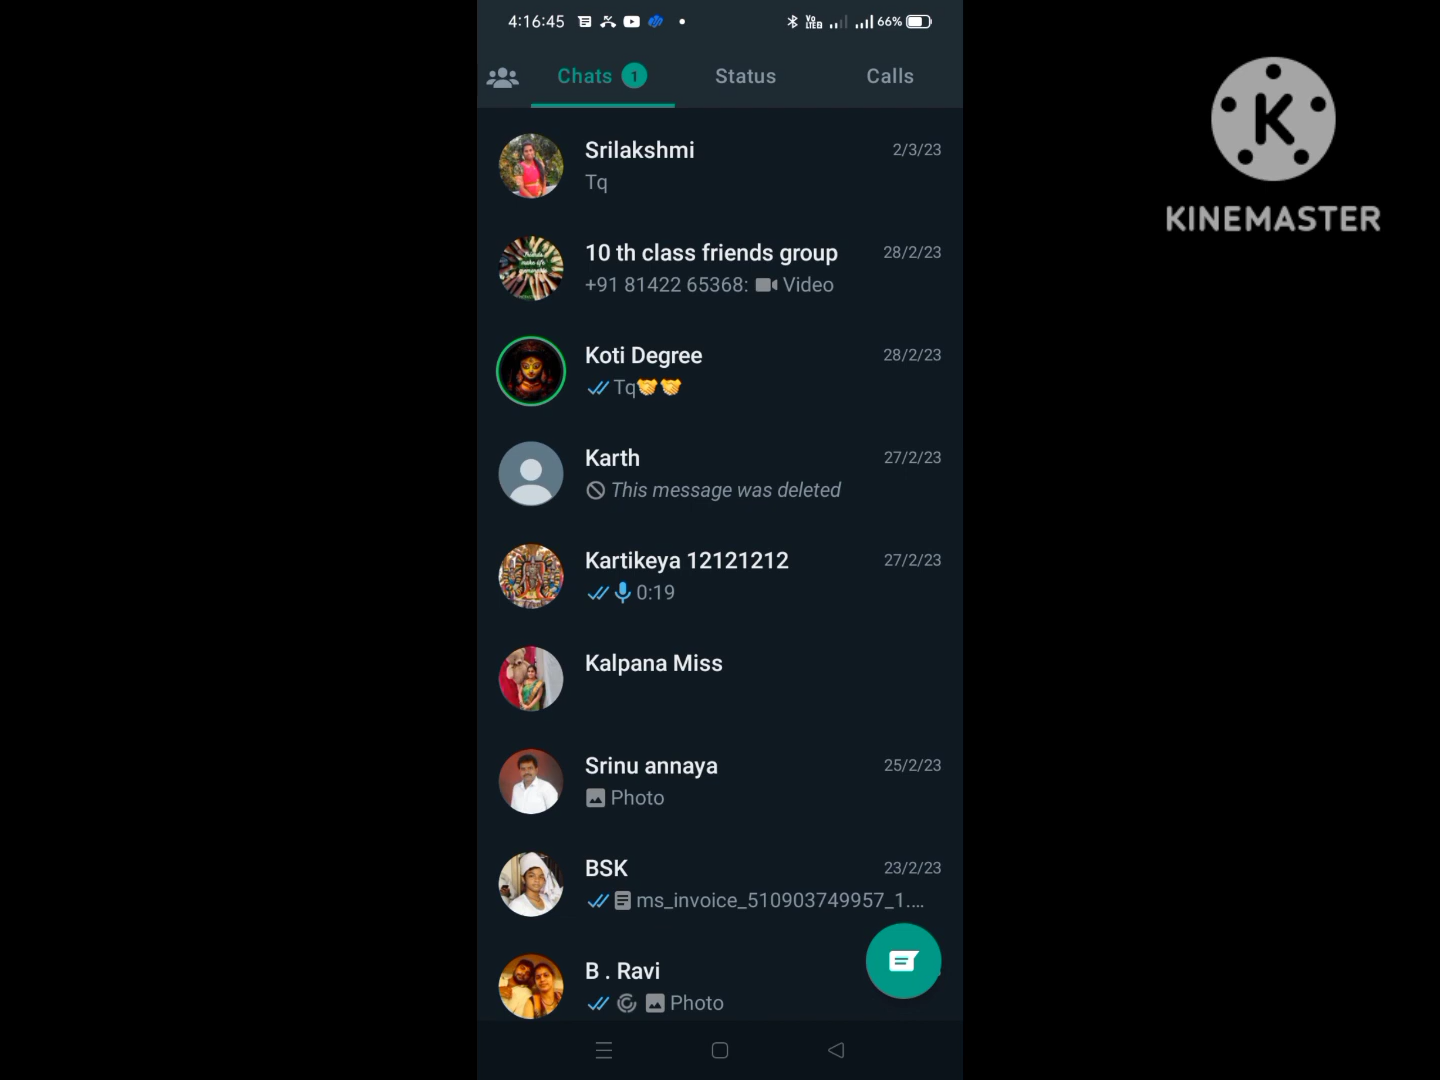 4:16:45
Vo LTE2
66%
Chats 1
Status
Calls
Srilakshmi
2/3/23
Tq
10 th class friends group
28/2/23
+91 81422 65368: Video
Koti Degree
28/2/23
Tq🤝🤝
Karth
27/2/23
This message was deleted
Kartikeya 12121212
27/2/23
0:19
Kalpana Miss
Srinu annaya
25/2/23
Photo
BSK
23/2/23
ms_invoice_510903749957_1....
B . Ravi
Photo
K
KINEMASTER